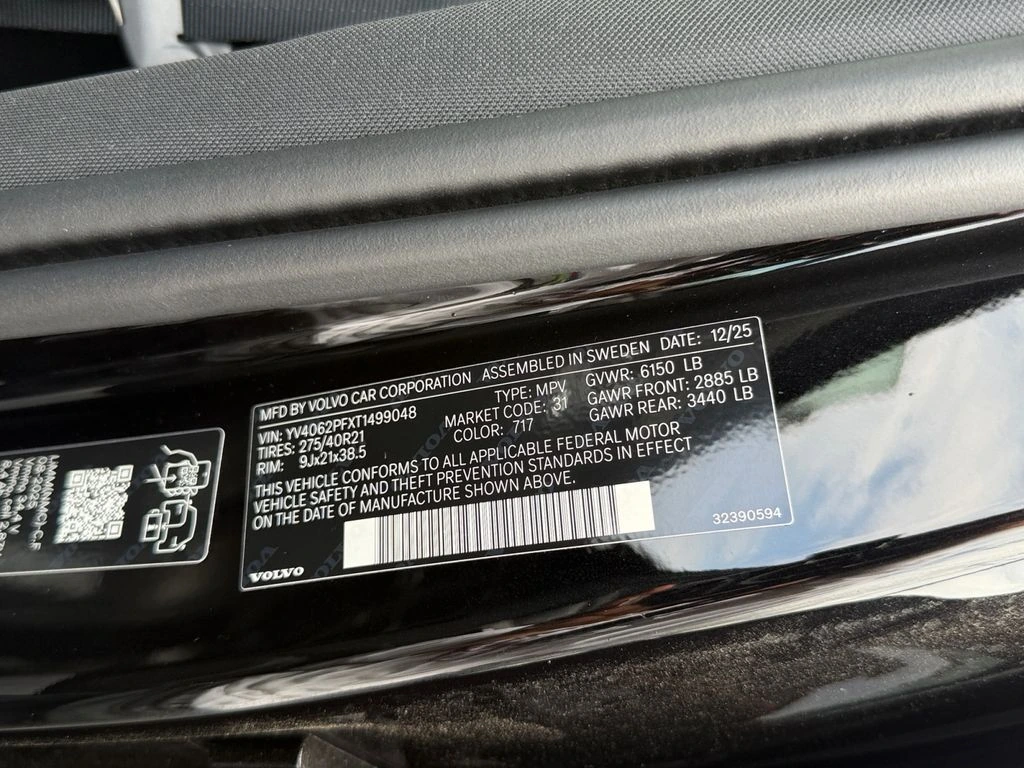 MFD BY VOLVO CAR CORPORATION ASSEMBLED IN SWEDEN DATE: 12/25
VIN: YV4062PFXT1499048 TYPE: MPV GVWR: 6150 LB
TIRES: 275/40R21 MARKET CODE: 31 GAWR FRONT: 2885 LB
RIM: 9Jx21x38.5 COLOR: 717 GAWR REAR: 3440 LB
THIS VEHICLE CONFORMS TO ALL APPLICABLE FEDERAL MOTOR
VEHICLE SAFETY AND THEFT PREVENTION STANDARDS IN EFFECT
ON THE DATE OF MANUFACTURE SHOWN ABOVE.
32390594
VOLVO